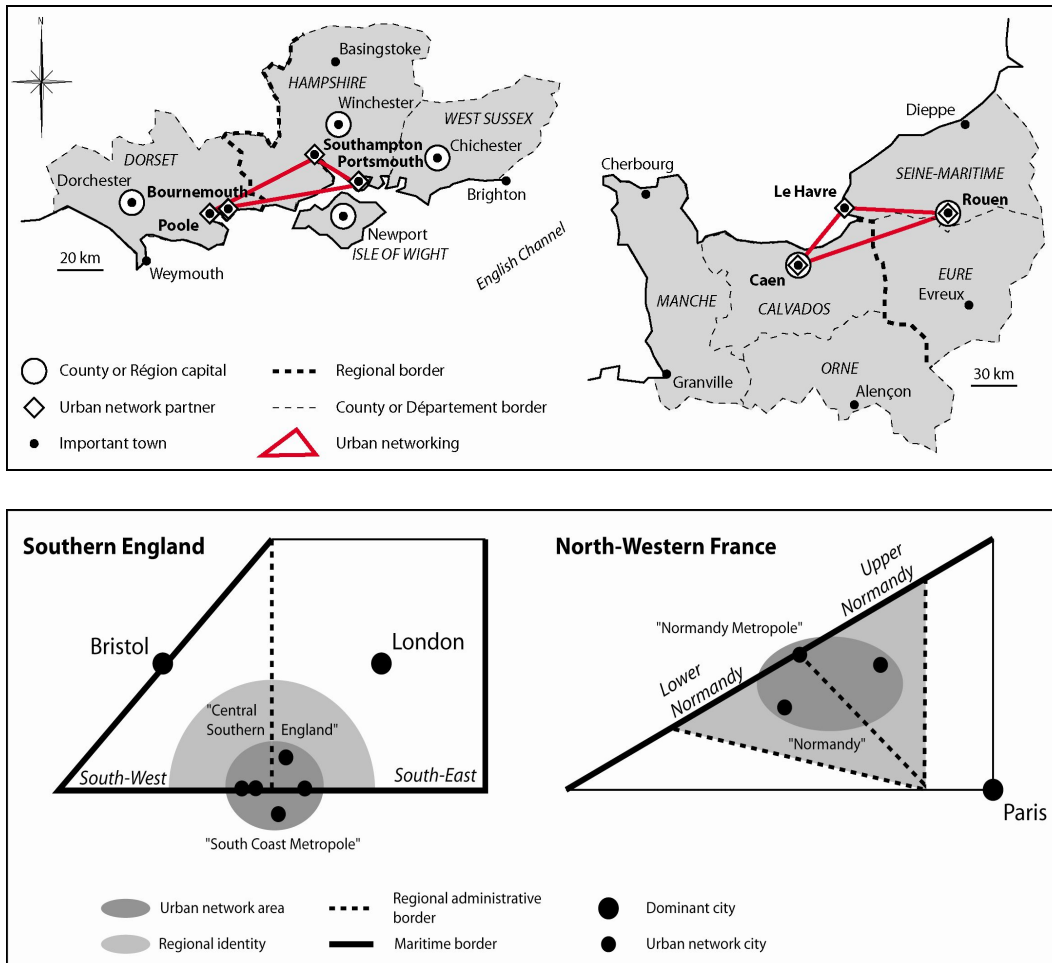 N
Basingstoke
HAMPSHIRE
Winchester
WEST SUSSEX
Southampton
Portsmouth
Chichester
DORSET
Dorchester
Bournemouth
Poole
Brighton
Newport
ISLE OF WIGHT
20 km
Weymouth
English Channel
Dieppe
Cherbourg
SEINE-MARITIME
Le Havre
Rouen
Caen
EURE
Evreux
MANCHE
CALVADOS
ORNE
Granville
Alençon
30 km
County or Région capital
Regional border
Urban network partner
County or Département border
Important town
Urban networking
Southern England
Bristol
London
"Central
Southern
England"
South-West
South-East
"South Coast Metropole"
North-Western France
Upper
Normandy
"Normandy Metropole"
Lower
Normandy
"Normandy"
Paris
Urban network area
Regional administrative
border
Dominant city
Regional identity
Maritime border
Urban network city